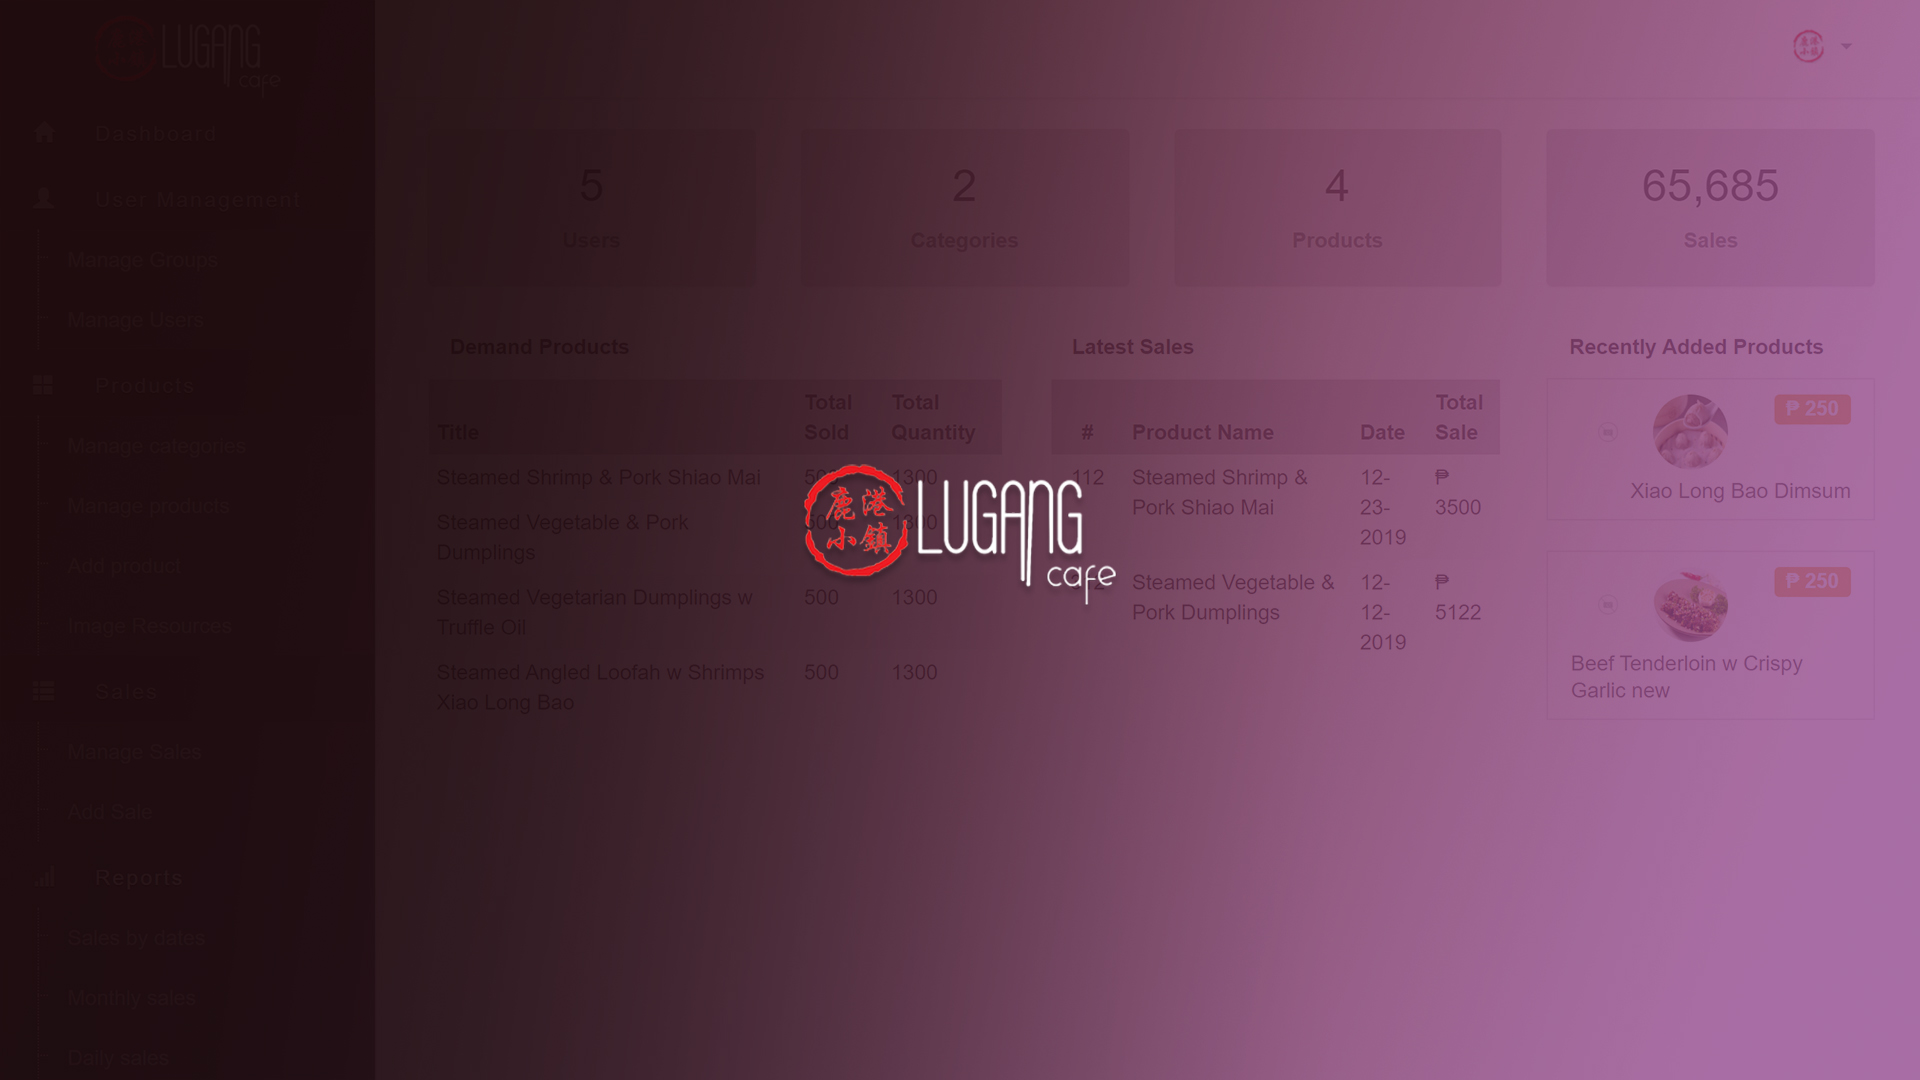 LUGANG
cafe
Dashboard
User Management
Manage Groups
Manage Users
Products
Manage categories
Manage products
Add product
Image Resources
Sales
Manage Sales
Add Sale
Reports
Sales by dates
Monthly sales
Daily sales
5
Users
2
Categories
4
Products
65,685
Sales
Demand Products
Title Total Sold Total Quantity
Steamed Shrimp & Pork Shiao Mai 500 1300
Steamed Vegetable & Pork 500 1300
Dumplings
Steamed Vegetarian Dumplings w 500 1300
Truffle Oil
Steamed Angled Loofah w Shrimps 500 1300
Xiao Long Bao
Latest Sales
# Product Name Date Total Sale
112 Steamed Shrimp & 12- ₱
Pork Shiao Mai 23- 3500
2019
Steamed Vegetable & 12- ₱
Pork Dumplings 12- 5122
2019
Recently Added Products
₱ 250
Xiao Long Bao Dimsum
₱ 250
Beef Tenderloin w Crispy
Garlic new
鹿港
小鎮
LUGANG
cafe